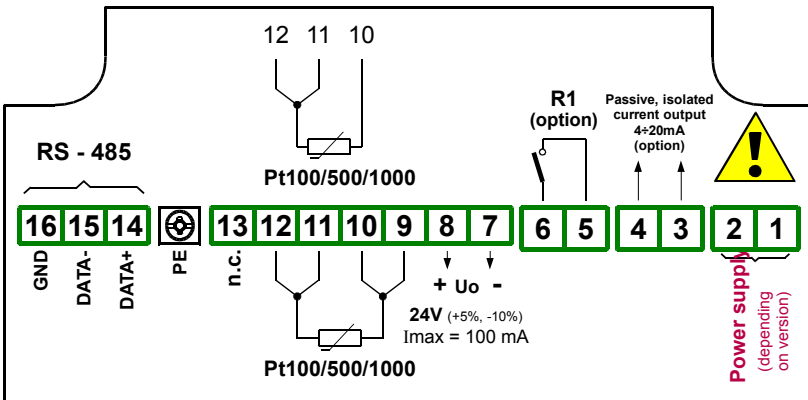 12 11 10
Pt100/500/1000
RS - 485
R1
(option)
Passive, isolated
current output
4÷20mA
(option)
16 15 14 13 12 11 10 9 8 7 6 5 4 3 2 1
GND
DATA-
DATA+
PE
n.c.
+ Uo -
24V (+5%, -10%)
Imax = 100 mA
Pt100/500/1000
Power supply
(depending
on version)